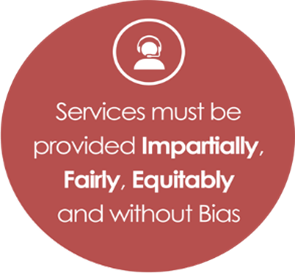 Services must be
provided Impartially,
Fairly, Equitably
and without Bias